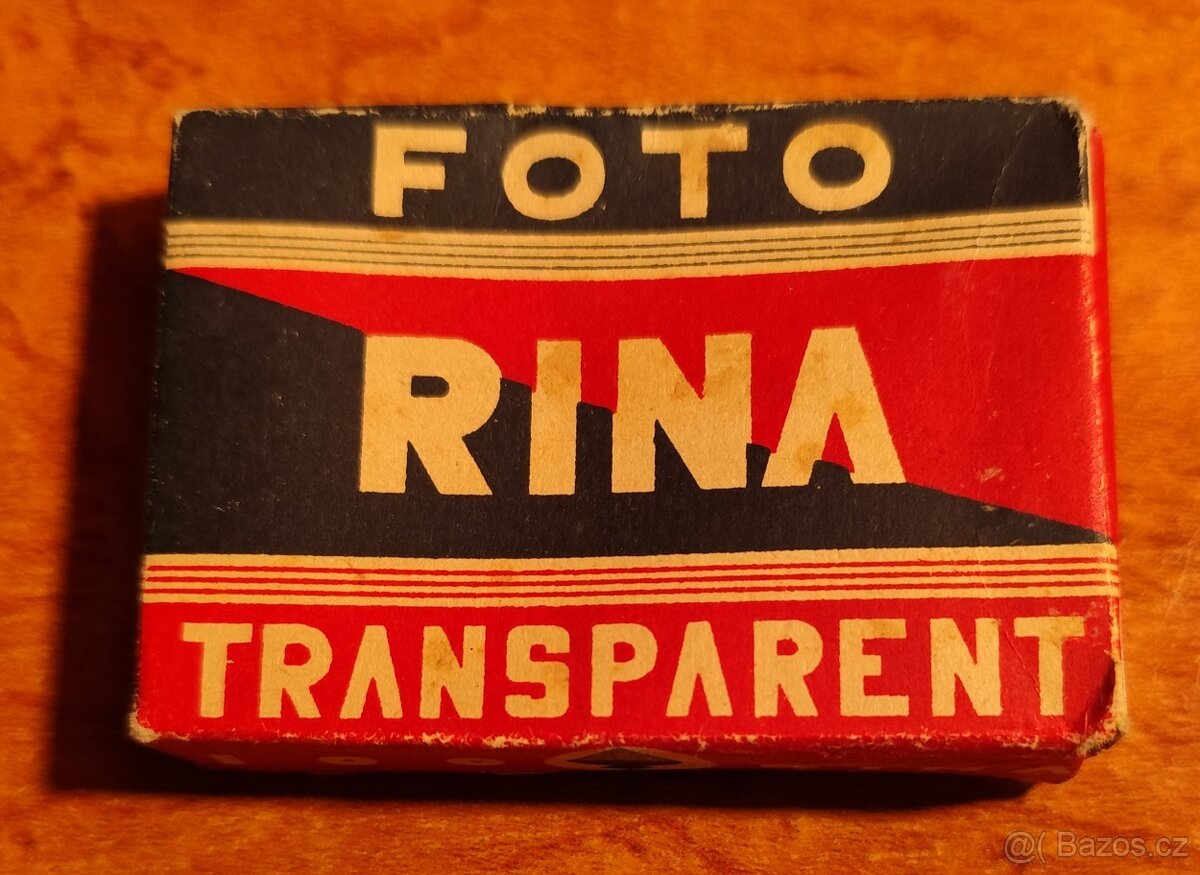 FOTO
RINA
TRANSPARENT
@( Bazos.cz